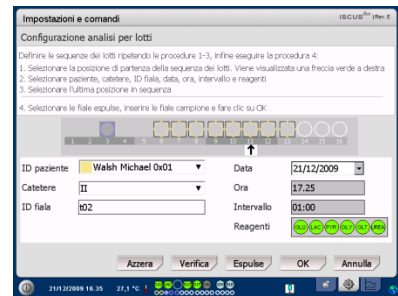 Impostazioni e comandi
ISCUSflex |Rev. E
Configurazione analisi per lotti
Definire le sequenze dei lotti ripetendo le procedure 1-3, infine eseguire la procedura 4:
1. Selezionare la posizione di partenza della sequenza dei lotti. Viene visualizzata una freccia verde a destra
2. Selezionare paziente, catetere, ID fiala, data, ora, intervallo e reagenti
3. Selezionare l'ultima posizione in sequenza
4. Selezionare le fiale espulse, inserire le fiale campione e fare clic su OK
1 2 3 4 5 6 7 8 9 10 11 12 13 14 15 16
ID paziente Walsh Michael 0x01 Data 21/12/2009
Catetere II Ora 17.25
ID fiala t02 Intervallo 01:00
Reagenti GLU LAC PYR GLY GLT UREA
Azzera Verifica Espulse OK Annulla
21/12/2009 16.35 27,1 °C